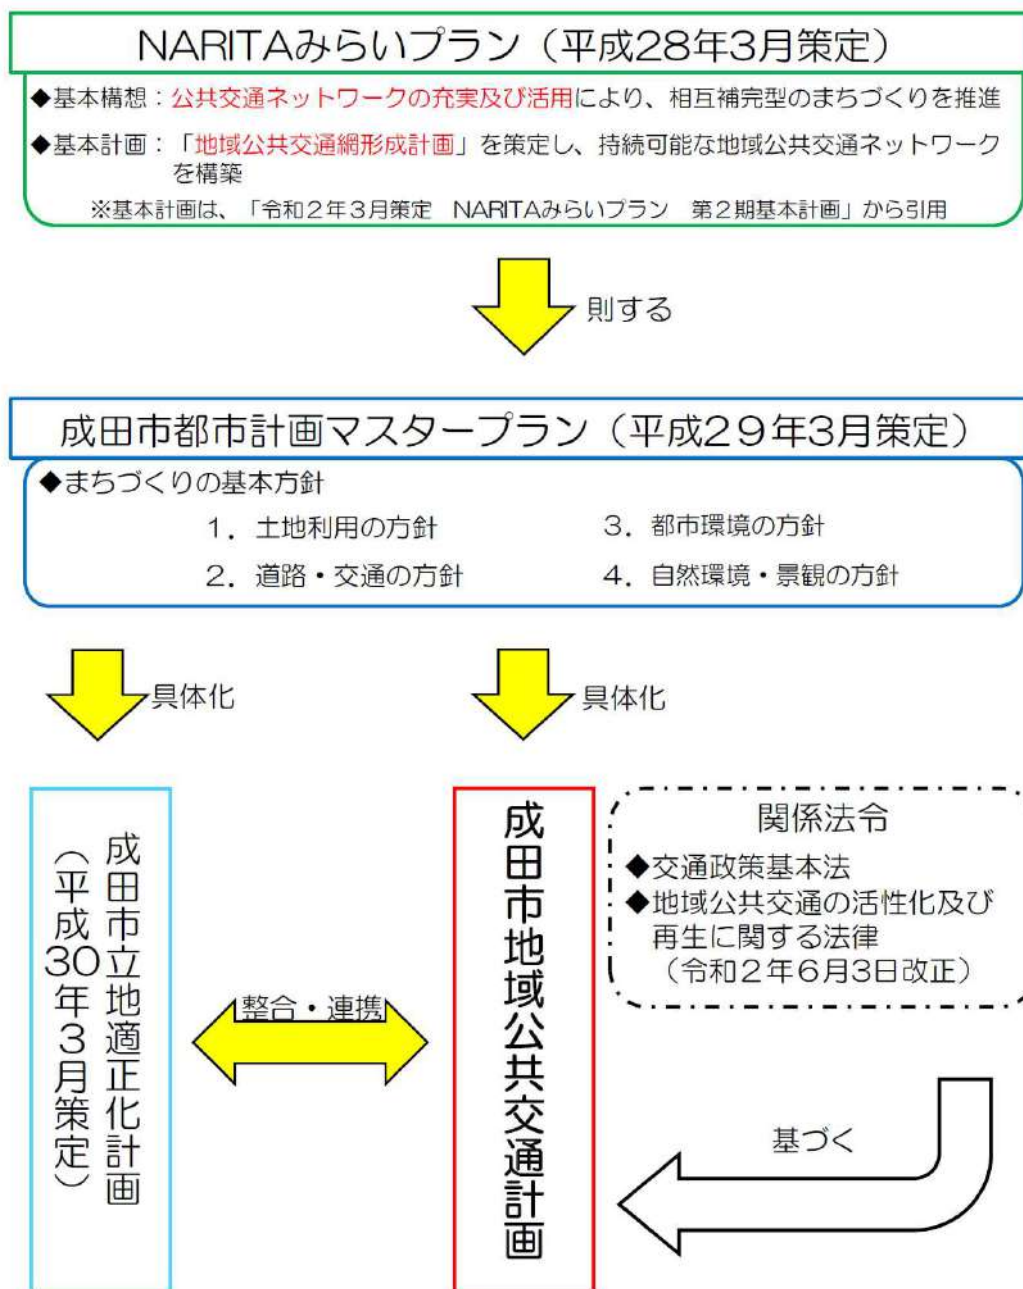 NARITAみらいプラン（平成28年3月策定）
◆基本構想：公共交通ネットワークの充実及び活用により、相互補完型のまちづくりを推進
◆基本計画：「地域公共交通網形成計画」を策定し、持続可能な地域公共交通ネットワーク
を構築
※基本計画は、「令和２年３月策定　NARITAみらいプラン　第２期基本計画」から引用
則する
成田市都市計画マスタープラン（平成２９年3月策定）
◆まちづくりの基本方針
１．土地利用の方針
２．道路・交通の方針
３．都市環境の方針
４．自然環境・景観の方針
具体化
具体化
成田市立地適正化計画
（平成30年３月策定）
整合・連携
成田市地域公共交通計画
関係法令
◆交通政策基本法
◆地域公共交通の活性化及び
再生に関する法律
（令和２年６月3日改正）
基づく